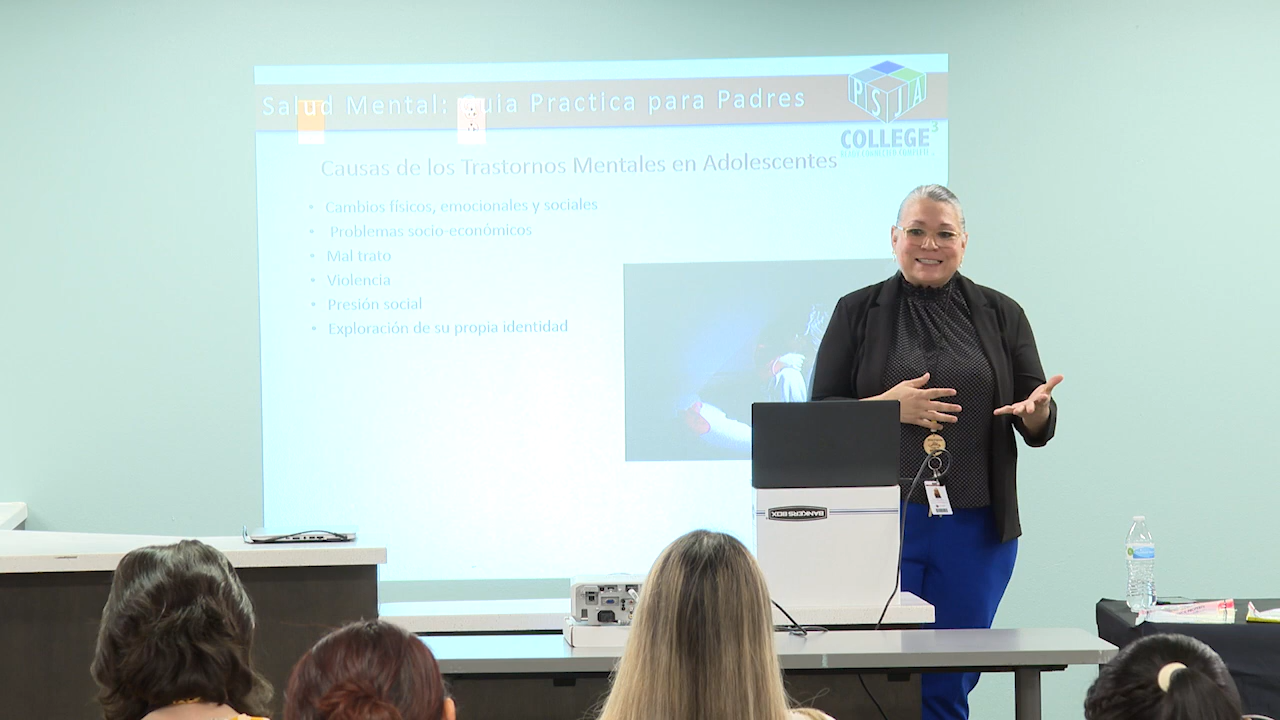 Salud Mental: Guia Practica para Padres
PSJA
COLLEGE³
Causas de los Trastornos Mentales en Adolescentes
• Cambios físicos, emocionales y sociales
• Problemas socio-económicos
• Mal trato
• Violencia
• Presión social
• Exploración de su propia identidad
BANKERS BOX